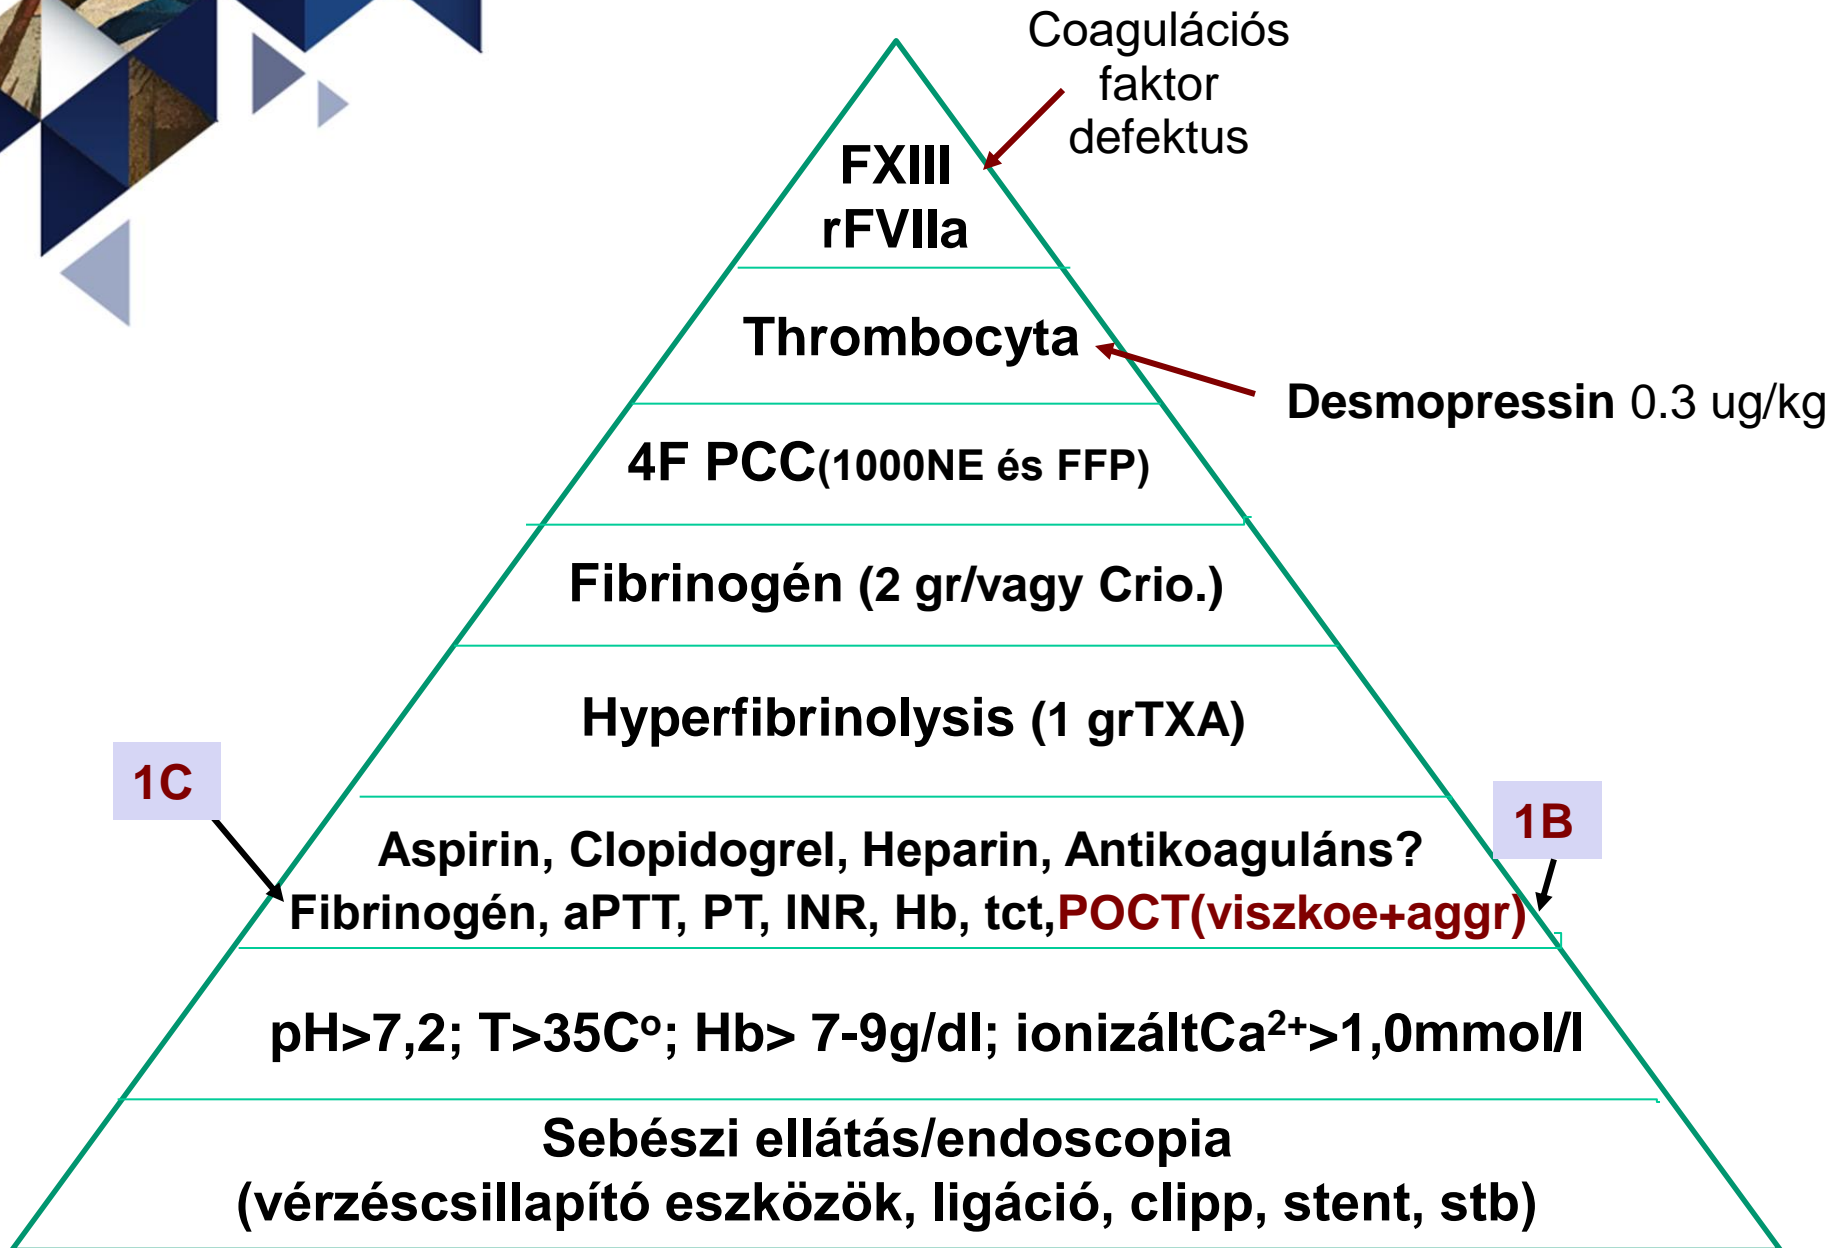 Coagulációs
faktor
defektus
FXIII
rFVIIa
Thrombocyta
Desmopressin 0.3 ug/kg
4F PCC(1000NE és FFP)
Fibrinogén (2 gr/vagy Crio.)
Hyperfibrinolysis (1 grTXA)
1C
1B
Aspirin, Clopidogrel, Heparin, Antikoaguláns?
Fibrinogén, aPTT, PT, INR, Hb, tct,POCT(viszkoe+aggr)
pH>7,2; T>35Cº; Hb> 7-9g/dl; ionizáltCa²⁺>1,0mmol/l
Sebészi ellátás/endoscopia
(vérzéscsillapító eszközök, ligáció, clipp, stent, stb)